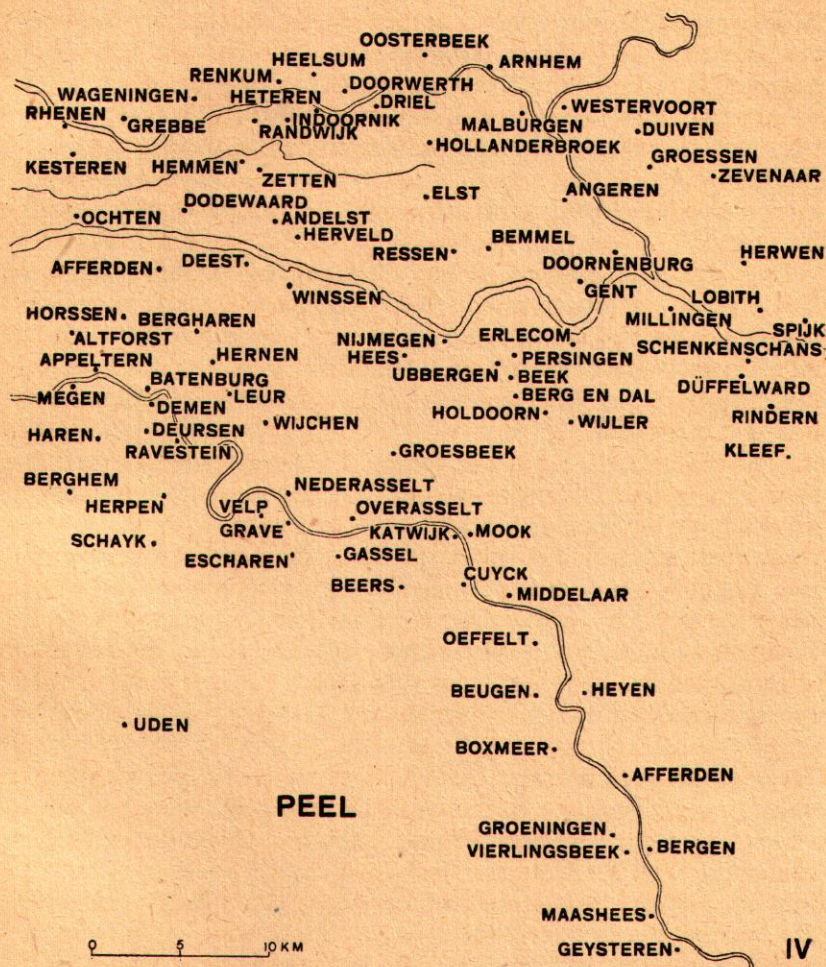 OOSTERBEEK
HEELSUM
ARNHEM
RENKUM
DOORWERTH
WAGENINGEN
HETEREN
DRIEL
WESTERVOORT
RHENEN
GREBBE
INDOORNIK
RANDWIJK
MALBURGEN
DUIVEN
HOLLANDERBROEK
KESTEREN
HEMMEN
GROESSEN
ZETTEN
ZEVENAAR
DODEWAARD
ELST
ANGEREN
OCHTEN
ANDELST
HERVELD
BEMMEL
RESSEN
HERWEN
AFFERDEN
DEEST
DOORNENBURG
WINSSEN
GENT
LOBITH
HORSSEN
BERGHAREN
MILLINGEN
SPIJK
ALTFORST
NIJMEGEN
ERLECOM
SCHENKENSCHANS
APPELTERN
HERNEN
HEES
PERSINGEN
UBBERGEN
BEEK
MEGEN
BATENBURG
LEUR
BERG EN DAL
DÜFFELWARD
DEMEN
HOLDOORN
RINDERN
HAREN
DEURSEN
WIJCHEN
WIJLER
RAVESTEIN
GROESBEEK
KLEEF
BERGHEM
NEDERASSELT
HERPEN
VELP
OVERASSELT
GRAVE
KATWIJK
MOOK
SCHAYK
ESCHAREN
GASSEL
CUYCK
BEERS
MIDDELAAR
OEFFELT
BEUGEN
HEYEN
UDEN
BOXMEER
AFFERDEN
PEEL
GROENINGEN
VIERLINGSBEEK
BERGEN
MAASHEES
0 5 10 KM
GEYSTEREN
IV